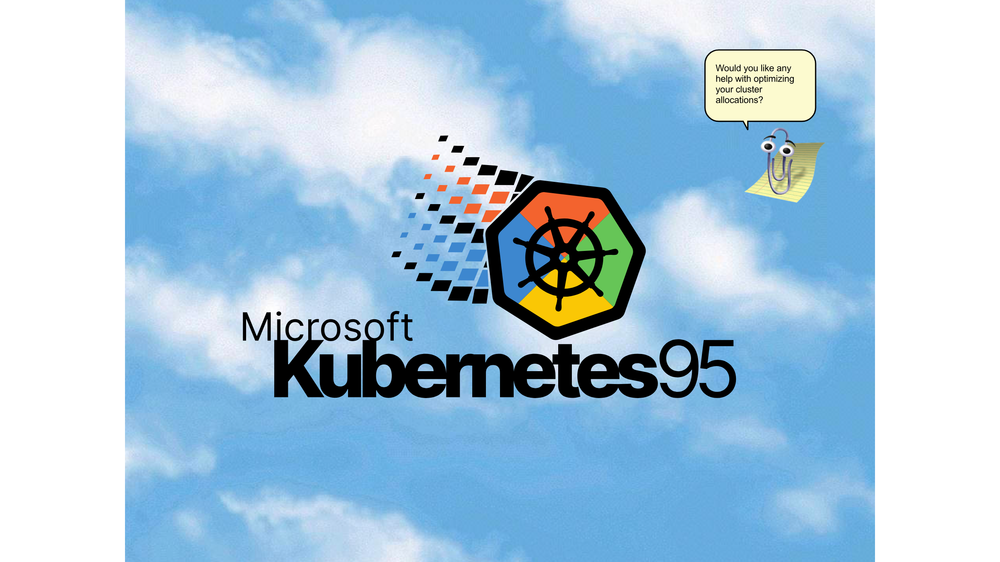 Would you like any
help with optimizing
your cluster
allocations?
Microsoft
Kubernetes95